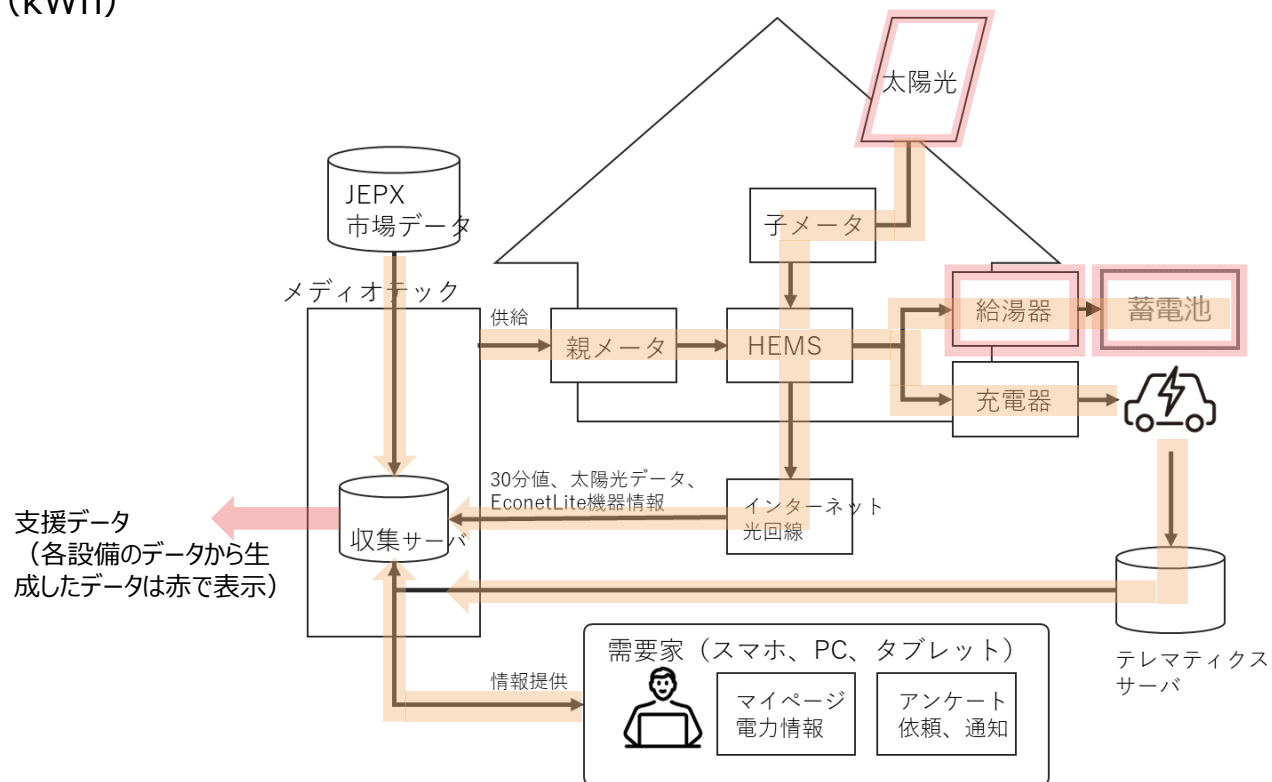 (kWh)
太陽光
JEPX
市場データ
子メータ
メディオテック
供給
親メータ
HEMS
給湯器
蓄電池
充電器
30分値、太陽光データ、
EconetLite機器情報
インターネット
光回線
収集サーバ
支援データ
（各設備のデータから生
成したデータは赤で表示）
テレマティクス
サーバ
需要家（スマホ、PC、タブレット）
情報提供
マイページ
電力情報
アンケート
依頼、通知